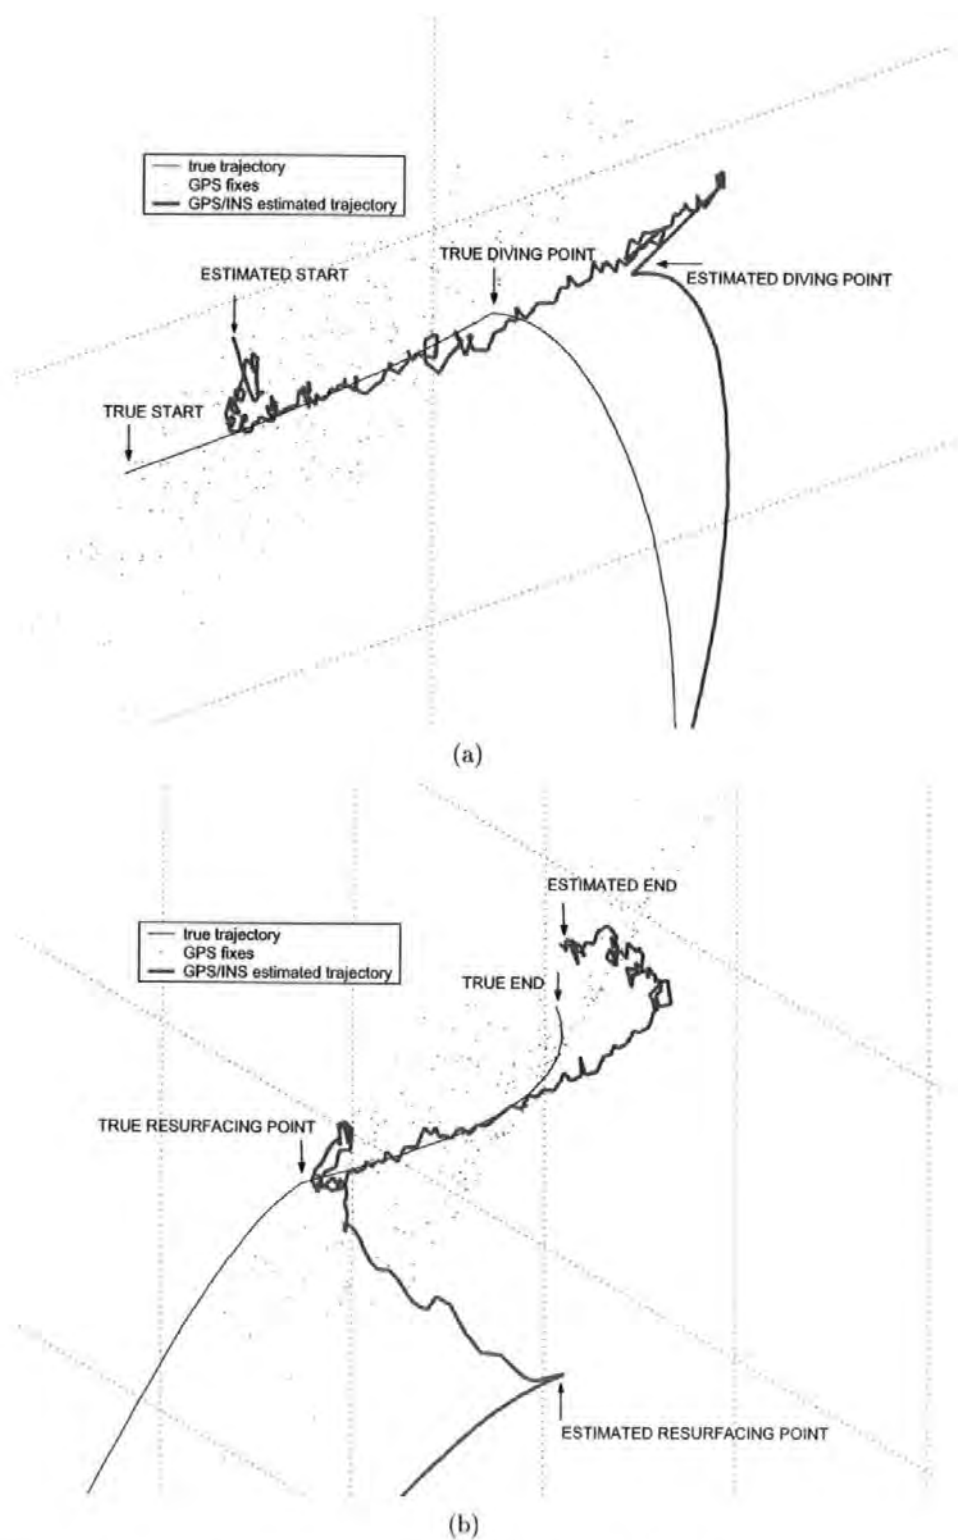 true trajectory
GPS fixes
GPS/INS estimated trajectory
TRUE DIVING POINT
ESTIMATED START
ESTIMATED DIVING POINT
TRUE START
(a)
ESTIMATED END
true trajectory
GPS fixes
GPS/INS estimated trajectory
TRUE END
TRUE RESURFACING POINT
ESTIMATED RESURFACING POINT
(b)